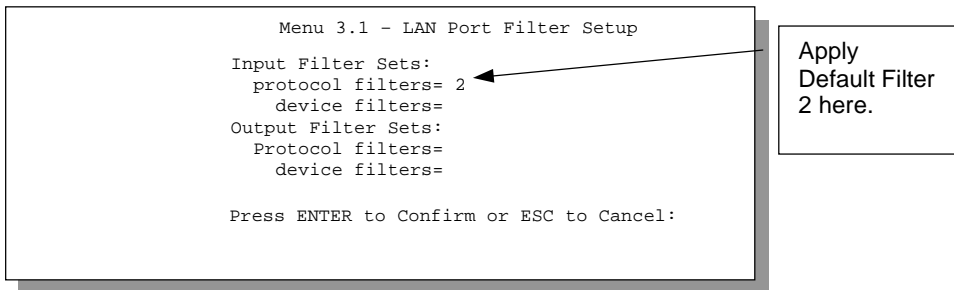 Menu 3.1 – LAN Port Filter Setup
Input Filter Sets:
protocol filters= 2
device filters=
Output Filter Sets:
Protocol filters=
device filters=
Press ENTER to Confirm or ESC to Cancel:
Apply
Default Filter
2 here.